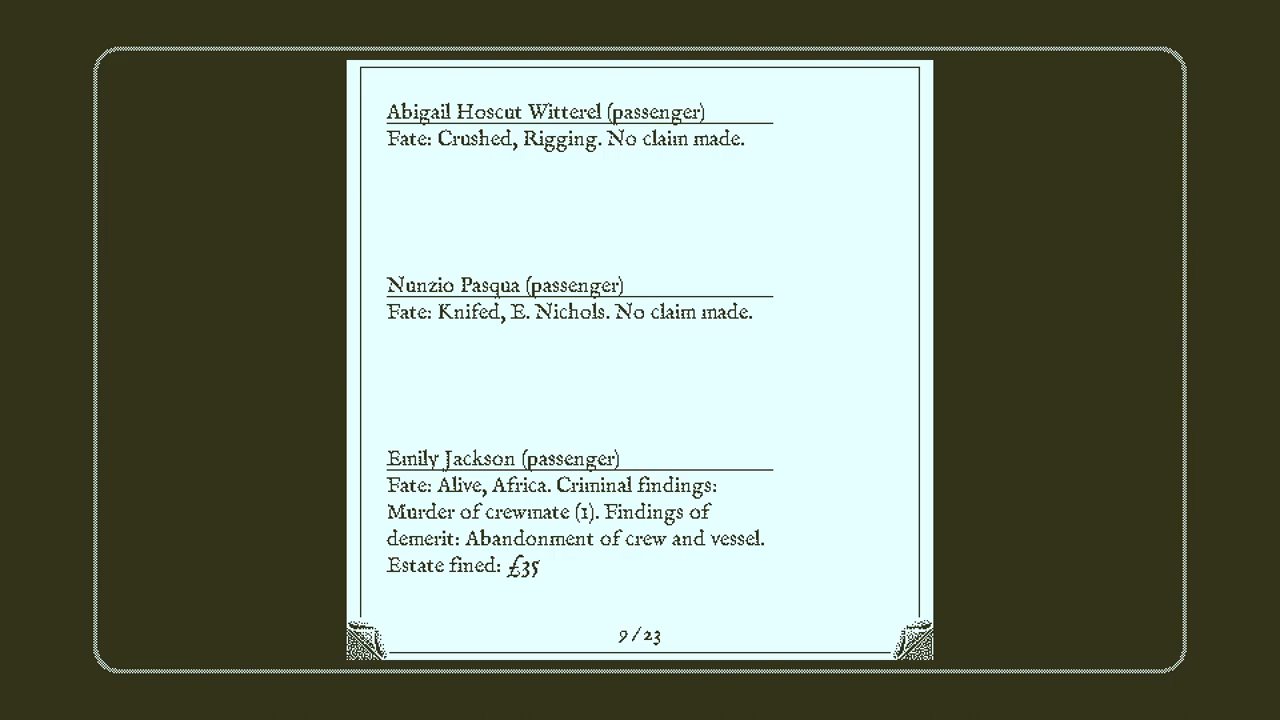 Abigail Hoscut Witterel (passenger)
Fate: Crushed, Rigging. No claim made.
Nunzio Pasqua (passenger)
Fate: Knifed, E. Nichols. No claim made.
Emily Jackson (passenger)
Fate: Alive, Africa. Criminal findings:
Murder of crewmate (1). Findings of
demerit: Abandonment of crew and vessel.
Estate fined: £35
9 / 23